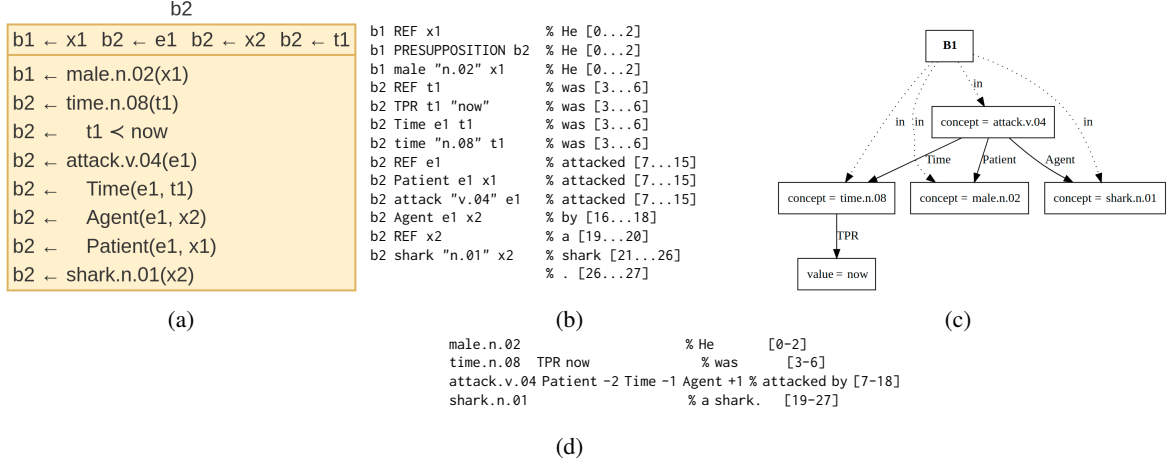 b2
b1 ← x1 b2 ← e1 b2 ← x2 b2 ← t1
b1 ← male.n.02(x1)
b2 ← time.n.08(t1)
b2 ← t1 ≺ now
b2 ← attack.v.04(e1)
b2 ← Time(e1, t1)
b2 ← Agent(e1, x2)
b2 ← Patient(e1, x1)
b2 ← shark.n.01(x2)
(a)
b1 REF x1 % He [0...2]
b1 PRESUPPOSITION b2 % He [0...2]
b1 male "n.02" x1 % He [0...2]
b2 REF t1 % was [3...6]
b2 TPR t1 "now" % was [3...6]
b2 Time e1 t1 % was [3...6]
b2 time "n.08" t1 % was [3...6]
b2 REF e1 % attacked [7...15]
b2 Patient e1 x1 % attacked [7...15]
b2 attack "v.04" e1 % attacked [7...15]
b2 Agent e1 x2 % by [16...18]
b2 REF x2 % a [19...20]
b2 shark "n.01" x2 % shark [21...26]
% . [26...27]
(b)
B1
in
concept = attack.v.04
in in in
Time Patient Agent
concept = time.n.08 concept = male.n.02 concept = shark.n.01
TPR
value = now
(c)
male.n.02 % He [0-2]
time.n.08 TPR now % was [3-6]
attack.v.04 Patient -2 Time -1 Agent +1 % attacked by [7-18]
shark.n.01 % a shark. [19-27]
(d)